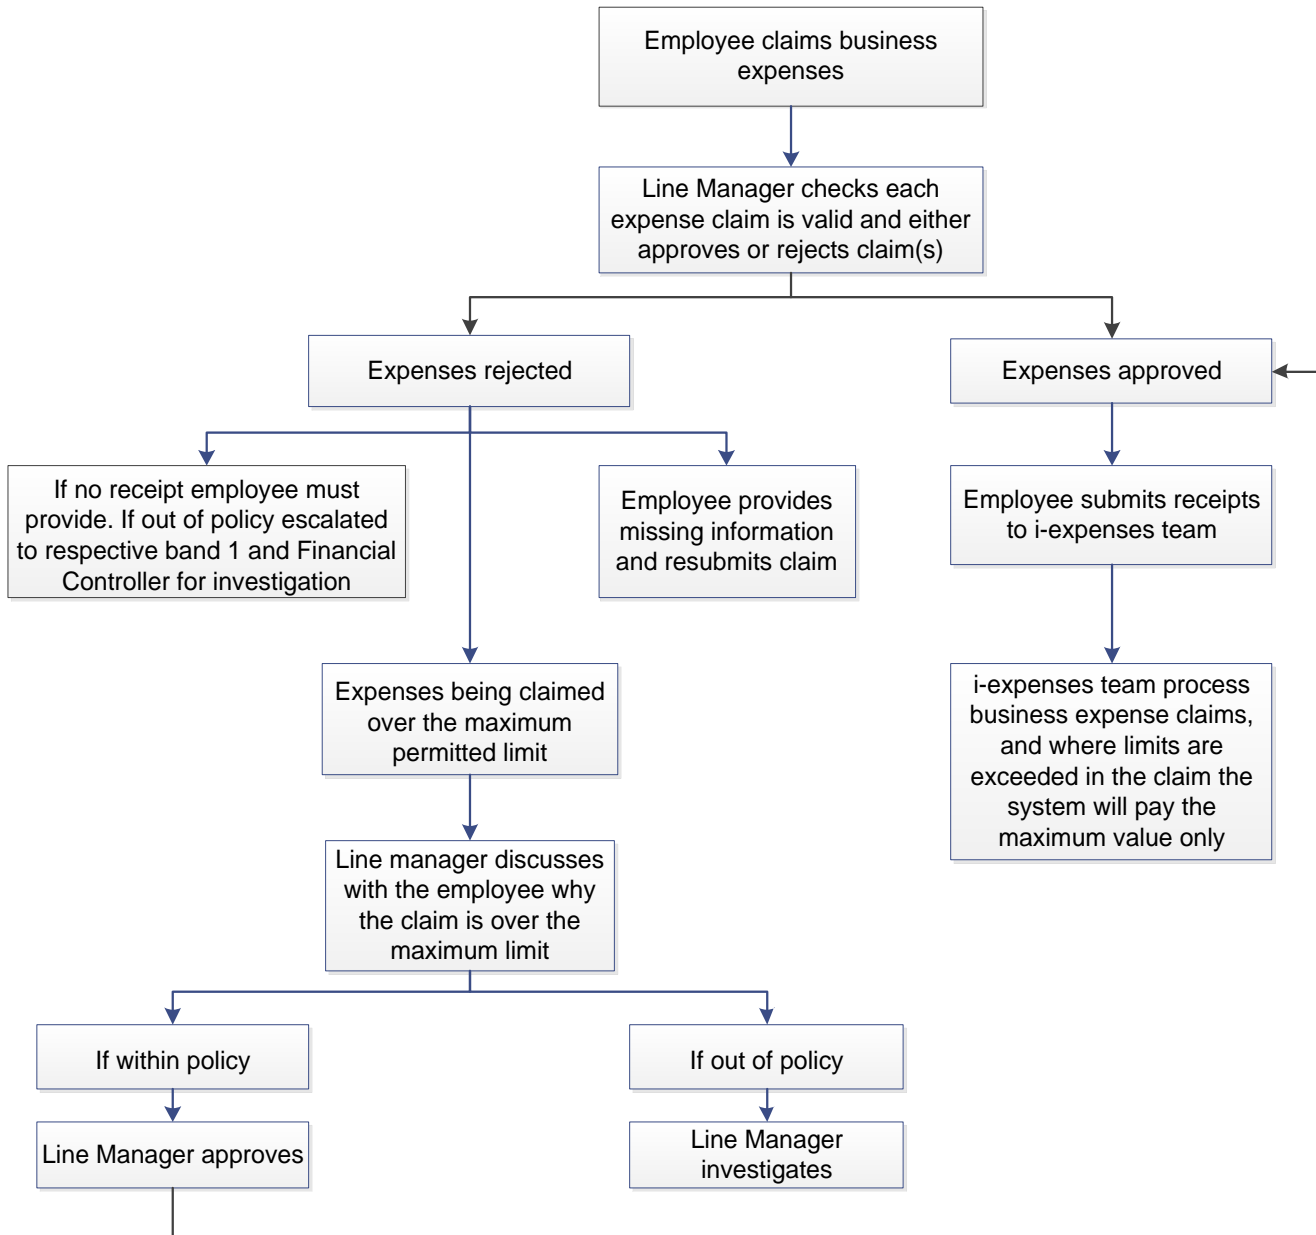 Employee claims business
expenses
Line Manager checks each
expense claim is valid and either
approves or rejects claim(s)
Expenses rejected
Expenses approved
If no receipt employee must
provide. If out of policy escalated
to respective band 1 and Financial
Controller for investigation
Employee provides
missing information
and resubmits claim
Employee submits receipts
to i-expenses team
Expenses being claimed
over the maximum
permitted limit
i-expenses team process
business expense claims,
and where limits are
exceeded in the claim the
system will pay the
maximum value only
Line manager discusses
with the employee why
the claim is over the
maximum limit
If within policy
If out of policy
Line Manager approves
Line Manager
investigates